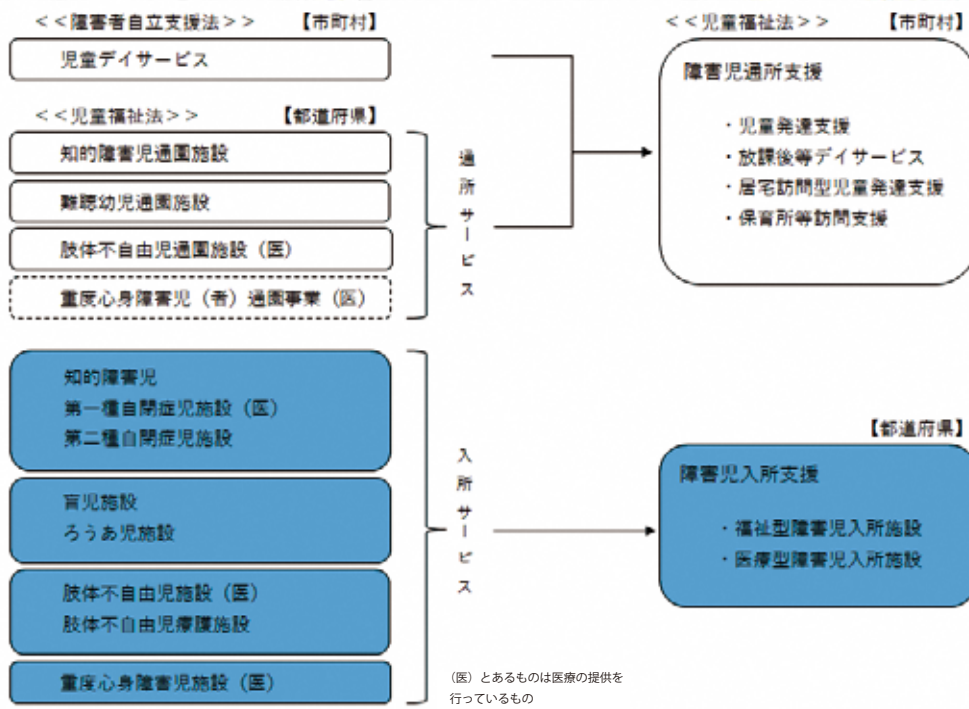 ＜＜障害者自立支援法＞＞ 【市町村】
児童デイサービス
＜＜児童福祉法＞＞ 【都道府県】
知的障害児通園施設
難聴幼児通園施設
肢体不自由児通園施設（医）
重度心身障害児（者）通園事業（医）
通所サービス
＜＜児童福祉法＞＞ 【市町村】
障害児通所支援
・児童発達支援
・放課後等デイサービス
・居宅訪問型児童発達支援
・保育所等訪問支援
知的障害児
第一種自閉症児施設（医）
第二種自閉症児施設
盲児施設
ろうあ児施設
肢体不自由児施設（医）
肢体不自由児療護施設
重度心身障害児施設（医）
入所サービス
【都道府県】
障害児入所支援
・福祉型障害児入所施設
・医療型障害児入所施設
（医）とあるものは医療の提供を
行っているもの